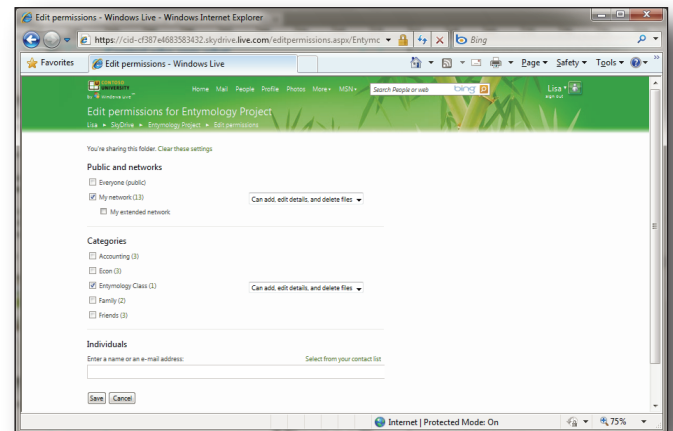 Edit permissions - Windows Live - Windows Internet Explorer
https://cid-cf387e4683583432.skydrive.live.com/editpermissions.aspx/Entymc
Bing
Favorites
Edit permissions - Windows Live
Page Safety Tools
CONTOSO
UNIVERSITY
by Windows Live
Home Mail People Profile Photos More MSN
Search People or web
bing
Lisa
sign out
Edit permissions for Entymology Project
Lisa ► SkyDrive ► Entymology Project ► Edit permissions
You're sharing this folder. Clear these settings
Public and networks
Everyone (public)
My network (13)
Can add, edit details, and delete files
My extended network
Categories
Accounting (3)
Econ (3)
Entymology Class (1)
Can add, edit details, and delete files
Family (2)
Friends (3)
Individuals
Enter a name or an e-mail address:
Select from your contact list
Save Cancel
Internet | Protected Mode: On
75%